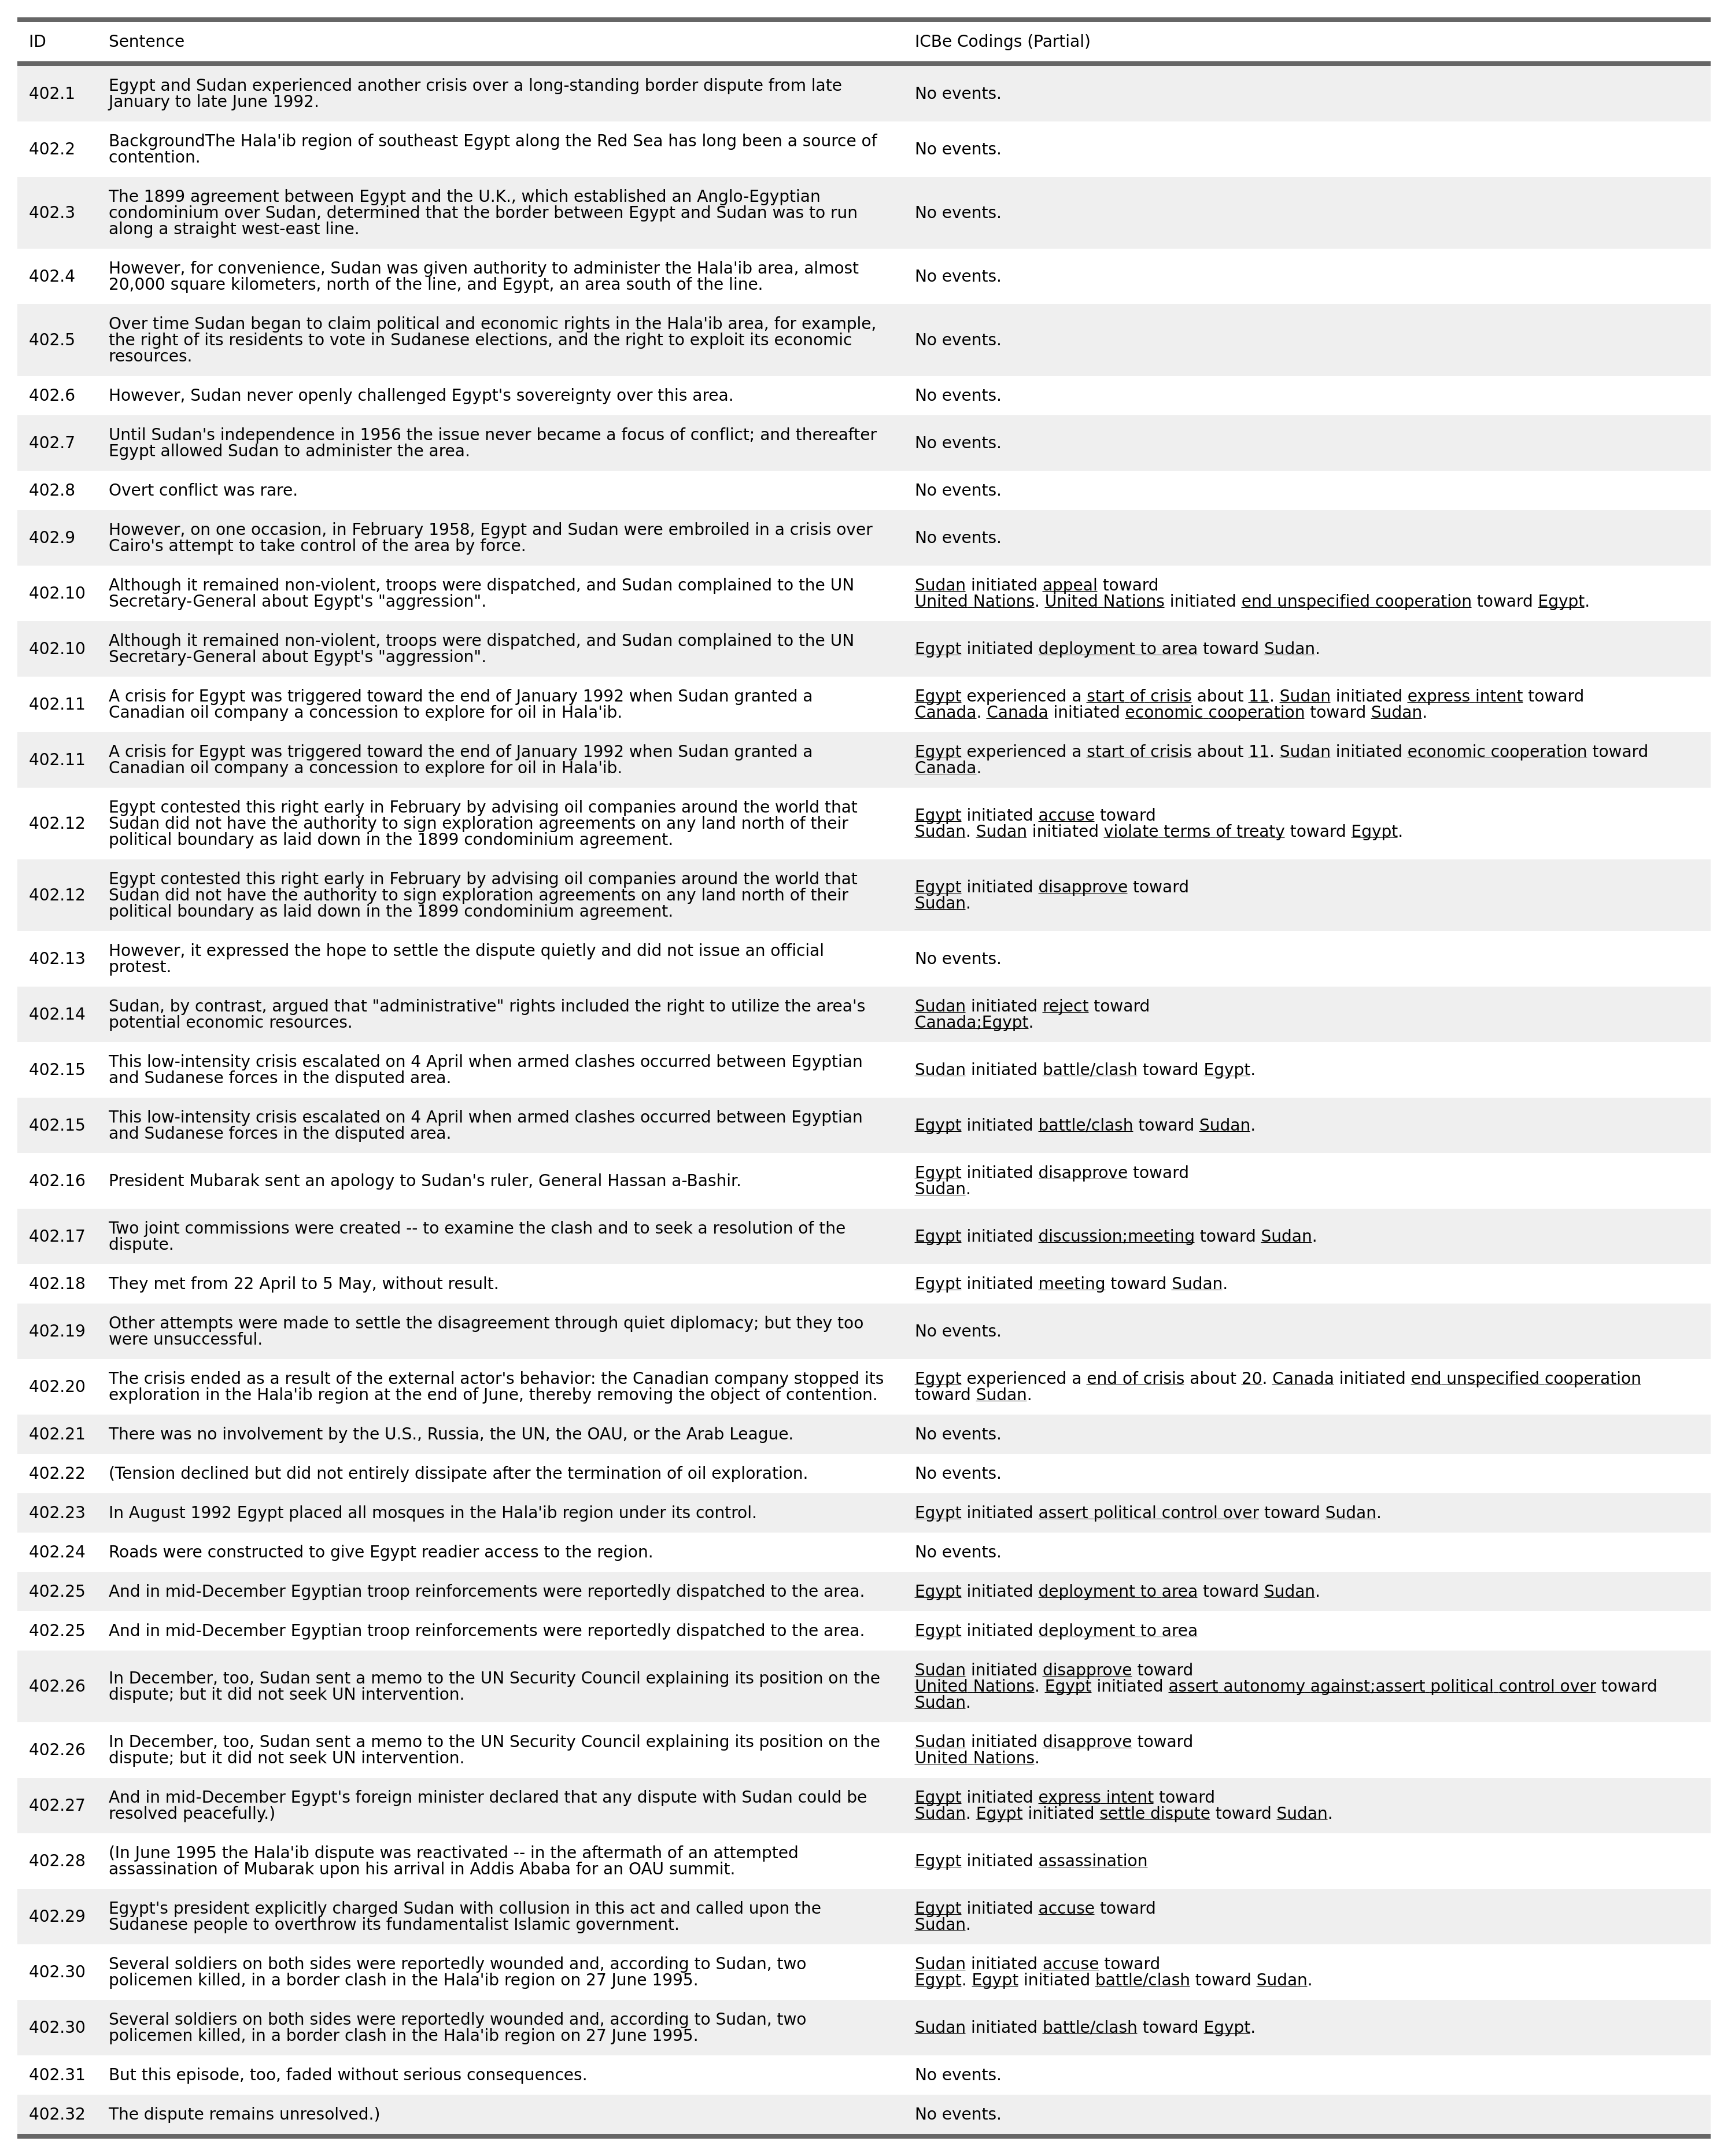 ID Sentence ICBe Codings (Partial)
402.1 Egypt and Sudan experienced another crisis over a long-standing border dispute from late
January to late June 1992. No events.
402.2 BackgroundThe Hala'ib region of southeast Egypt along the Red Sea has long been a source of
contention. No events.
402.3 The 1899 agreement between Egypt and the U.K., which established an Anglo-Egyptian
condominium over Sudan, determined that the border between Egypt and Sudan was to run
along a straight west-east line. No events.
402.4 However, for convenience, Sudan was given authority to administer the Hala'ib area, almost
20,000 square kilometers, north of the line, and Egypt, an area south of the line. No events.
402.5 Over time Sudan began to claim political and economic rights in the Hala'ib area, for example,
the right of its residents to vote in Sudanese elections, and the right to exploit its economic
resources. No events.
402.6 However, Sudan never openly challenged Egypt's sovereignty over this area. No events.
402.7 Until Sudan's independence in 1956 the issue never became a focus of conflict; and thereafter
Egypt allowed Sudan to administer the area. No events.
402.8 Overt conflict was rare. No events.
402.9 However, on one occasion, in February 1958, Egypt and Sudan were embroiled in a crisis over
Cairo's attempt to take control of the area by force. No events.
402.10 Although it remained non-violent, troops were dispatched, and Sudan complained to the UN
Secretary-General about Egypt's "aggression".
Sudan initiated appeal toward
United Nations. United Nations initiated end unspecified cooperation toward Egypt.
402.10 Although it remained non-violent, troops were dispatched, and Sudan complained to the UN
Secretary-General about Egypt's "aggression".
Egypt initiated deployment to area toward Sudan.
402.11 A crisis for Egypt was triggered toward the end of January 1992 when Sudan granted a
Canadian oil company a concession to explore for oil in Hala'ib.
Egypt experienced a start of crisis about 11. Sudan initiated express intent toward
Canada. Canada initiated economic cooperation toward Sudan.
402.11 A crisis for Egypt was triggered toward the end of January 1992 when Sudan granted a
Canadian oil company a concession to explore for oil in Hala'ib.
Egypt experienced a start of crisis about 11. Sudan initiated economic cooperation toward
Canada.
402.12 Egypt contested this right early in February by advising oil companies around the world that
Sudan did not have the authority to sign exploration agreements on any land north of their
political boundary as laid down in the 1899 condominium agreement.
Egypt initiated accuse toward
Sudan. Sudan initiated violate terms of treaty toward Egypt.
402.12 Egypt contested this right early in February by advising oil companies around the world that
Sudan did not have the authority to sign exploration agreements on any land north of their
political boundary as laid down in the 1899 condominium agreement.
Egypt initiated disapprove toward
Sudan.
402.13 However, it expressed the hope to settle the dispute quietly and did not issue an official
protest. No events.
402.14 Sudan, by contrast, argued that "administrative" rights included the right to utilize the area's
potential economic resources.
Sudan initiated reject toward
Canada;Egypt.
402.15 This low-intensity crisis escalated on 4 April when armed clashes occurred between Egyptian
and Sudanese forces in the disputed area.
Sudan initiated battle/clash toward Egypt.
402.15 This low-intensity crisis escalated on 4 April when armed clashes occurred between Egyptian
and Sudanese forces in the disputed area.
Egypt initiated battle/clash toward Sudan.
402.16 President Mubarak sent an apology to Sudan's ruler, General Hassan a-Bashir.
Egypt initiated disapprove toward
Sudan.
402.17 Two joint commissions were created -- to examine the clash and to seek a resolution of the
dispute.
Egypt initiated discussion;meeting toward Sudan.
402.18 They met from 22 April to 5 May, without result. Egypt initiated meeting toward Sudan.
402.19 Other attempts were made to settle the disagreement through quiet diplomacy; but they too
were unsuccessful. No events.
402.20 The crisis ended as a result of the external actor's behavior: the Canadian company stopped its
exploration in the Hala'ib region at the end of June, thereby removing the object of contention.
Egypt experienced a end of crisis about 20. Canada initiated end unspecified cooperation
toward Sudan.
402.21 There was no involvement by the U.S., Russia, the UN, the OAU, or the Arab League. No events.
402.22 (Tension declined but did not entirely dissipate after the termination of oil exploration. No events.
402.23 In August 1992 Egypt placed all mosques in the Hala'ib region under its control. Egypt initiated assert political control over toward Sudan.
402.24 Roads were constructed to give Egypt readier access to the region. No events.
402.25 And in mid-December Egyptian troop reinforcements were reportedly dispatched to the area. Egypt initiated deployment to area toward Sudan.
402.25 And in mid-December Egyptian troop reinforcements were reportedly dispatched to the area. Egypt initiated deployment to area
402.26 In December, too, Sudan sent a memo to the UN Security Council explaining its position on the
dispute; but it did not seek UN intervention.
Sudan initiated disapprove toward
United Nations. Egypt initiated assert autonomy against;assert political control over toward
Sudan.
402.26 In December, too, Sudan sent a memo to the UN Security Council explaining its position on the
dispute; but it did not seek UN intervention.
Sudan initiated disapprove toward
United Nations.
402.27 And in mid-December Egypt's foreign minister declared that any dispute with Sudan could be
resolved peacefully.)
Egypt initiated express intent toward
Sudan. Egypt initiated settle dispute toward Sudan.
402.28 (In June 1995 the Hala'ib dispute was reactivated -- in the aftermath of an attempted
assassination of Mubarak upon his arrival in Addis Ababa for an OAU summit.
Egypt initiated assassination
402.29 Egypt's president explicitly charged Sudan with collusion in this act and called upon the
Sudanese people to overthrow its fundamentalist Islamic government.
Egypt initiated accuse toward
Sudan.
402.30 Several soldiers on both sides were reportedly wounded and, according to Sudan, two
policemen killed, in a border clash in the Hala'ib region on 27 June 1995.
Sudan initiated accuse toward
Egypt. Egypt initiated battle/clash toward Sudan.
402.30 Several soldiers on both sides were reportedly wounded and, according to Sudan, two
policemen killed, in a border clash in the Hala'ib region on 27 June 1995.
Sudan initiated battle/clash toward Egypt.
402.31 But this episode, too, faded without serious consequences. No events.
402.32 The dispute remains unresolved.) No events.